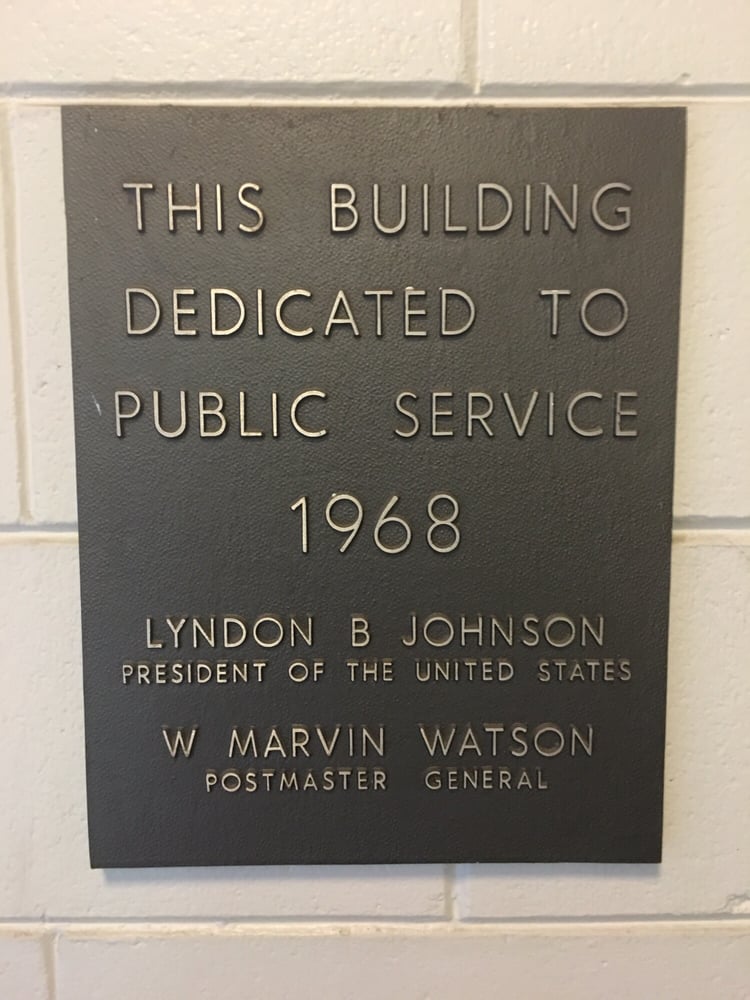 THIS BUILDING
DEDICATED TO
PUBLIC SERVICE
1968
LYNDON B JOHNSON
PRESIDENT OF THE UNITED STATES
W MARVIN WATSON
POSTMASTER GENERAL